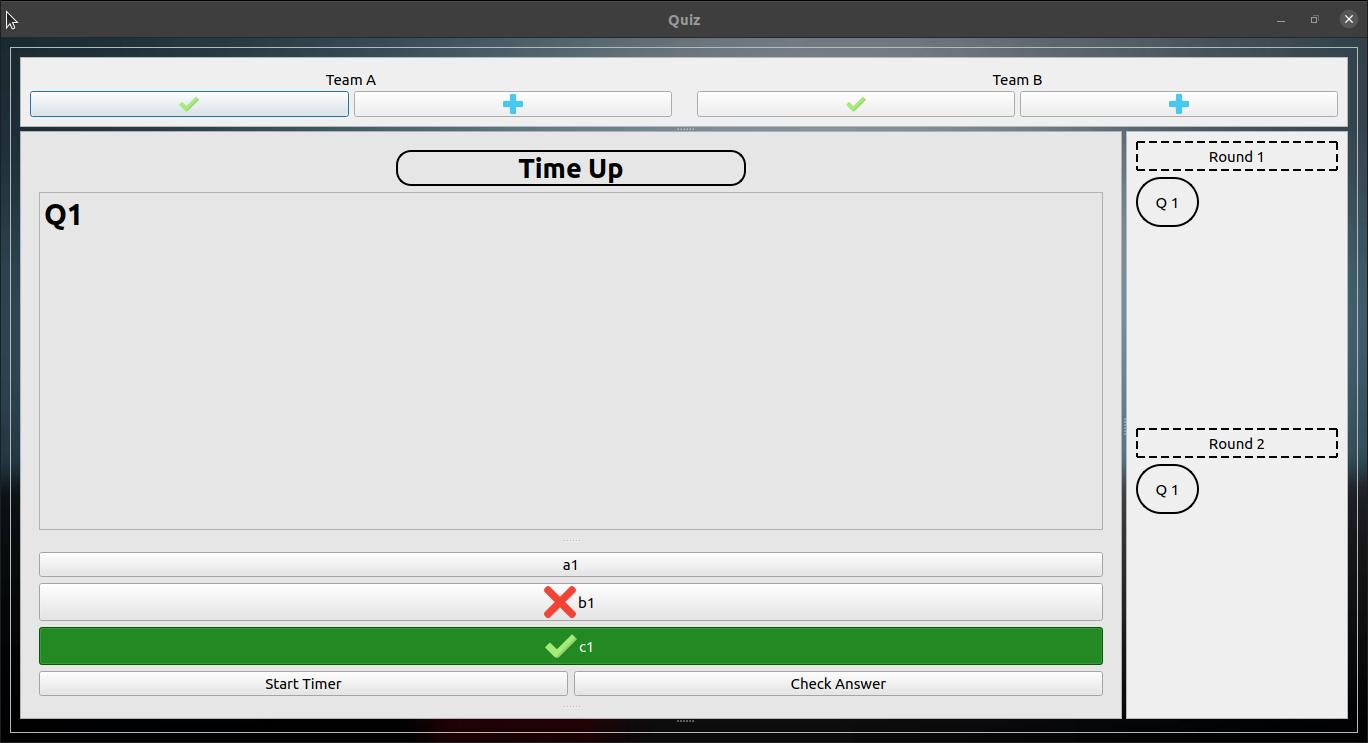 Quiz
Team A
Team B
Time Up
Q1
a1
b1
c1
Start Timer
Check Answer
Round 1
Q 1
Round 2
Q 1